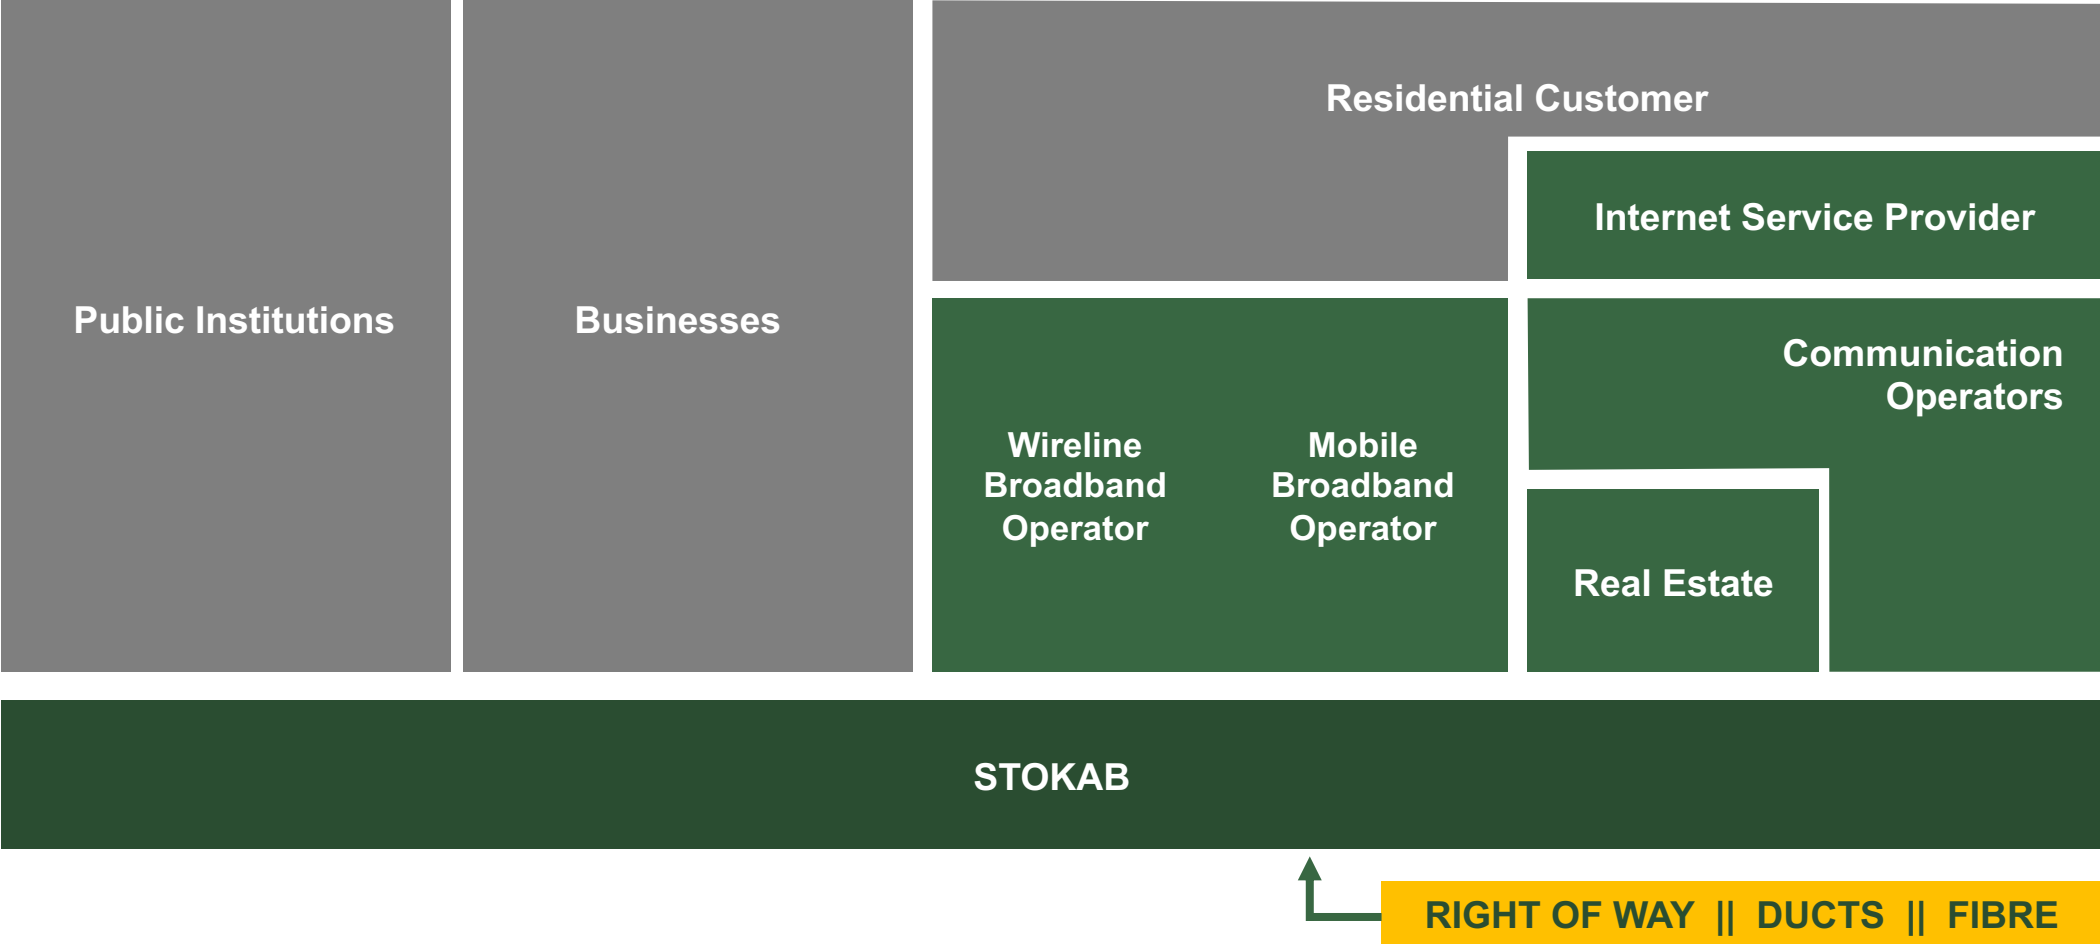 Residential Customer
Internet Service Provider
Public Institutions
Businesses
Communication
Operators
Wireline
Broadband
Operator
Mobile
Broadband
Operator
Real Estate
STOKAB
RIGHT OF WAY || DUCTS || FIBRE